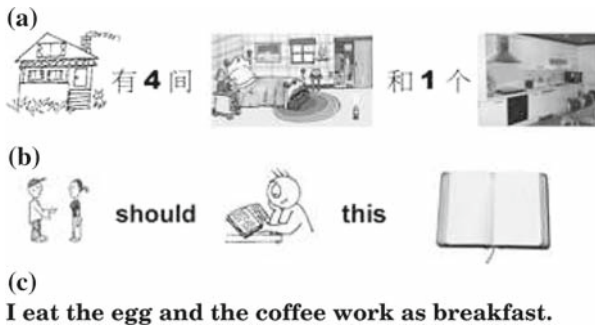 (a)
有 4 间 和 1 个
(b)
should this
(c)
I eat the egg and the coffee work as breakfast.